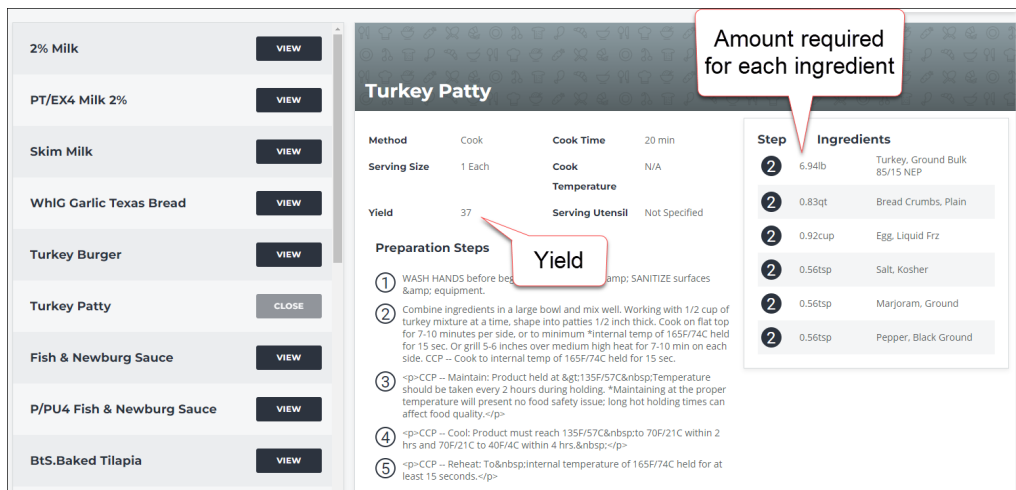 2% Milk
VIEW
PT/EX4 Milk 2%
VIEW
Skim Milk
VIEW
WhlG Garlic Texas Bread
VIEW
Turkey Burger
VIEW
Turkey Patty
CLOSE
Fish & Newburg Sauce
VIEW
P/PU4 Fish & Newburg Sauce
VIEW
BtS.Baked Tilapia
VIEW
Turkey Patty
Amount required
for each ingredient
Method Cook Cook Time 20 min
Serving Size 1 Each Cook N/A
Temperature
Yield 37 Serving Utensil Not Specified
Yield
Preparation Steps
1 WASH HANDS before beg amp; SANITIZE surfaces
&amp; equipment.
2 Combine ingredients in a large bowl and mix well. Working with 1/2 cup of
turkey mixture at a time, shape into patties 1/2 inch thick. Cook on flat top
for 7-10 minutes per side, or to minimum *internal temp of 165F/74C held
for 15 sec. Or grill 5-6 inches over medium high heat for 7-10 min on each
side. CCP -- Cook to internal temp of 165F/74C held for 15 sec.
3 <p>CCP -- Maintain: Product held at &gt;135F/57C&nbsp;Temperature
should be taken every 2 hours during holding. *Maintaining at the proper
temperature will present no food safety issue; long hot holding times can
affect food quality.</p>
4 <p>CCP -- Cool: Product must reach 135F/57C&nbsp;to 70F/21C within 2
hrs and 70F/21C to 40F/4C within 4 hrs.&nbsp;</p>
5 <p>CCP -- Reheat: To&nbsp;internal temperature of 165F/74C held for at
least 15 seconds.</p>
Step Ingredients
2 6.94lb Turkey, Ground Bulk
85/15 NEP
2 0.83qt Bread Crumbs, Plain
2 0.92cup Egg, Liquid Frz
2 0.56tsp Salt, Kosher
2 0.56tsp Marjoram, Ground
2 0.56tsp Pepper, Black Ground